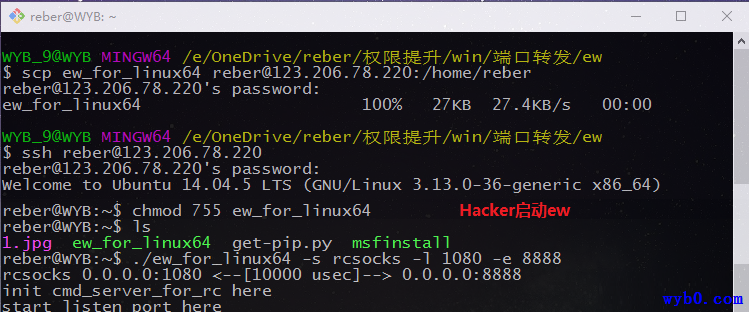 reber@WYB: ~
WYB_9@WYB MINGW64 /e/OneDrive/reber/权限提升/win/端口转发/ew
$ scp ew_for_linux64 reber@123.206.78.220:/home/reber
reber@123.206.78.220's password:
ew_for_linux64 100% 27KB 27.4KB/s 00:00
WYB_9@WYB MINGW64 /e/OneDrive/reber/权限提升/win/端口转发/ew
$ ssh reber@123.206.78.220
reber@123.206.78.220's password:
Welcome to Ubuntu 14.04.5 LTS (GNU/Linux 3.13.0-36-generic x86_64)
reber@WYB:~$ chmod 755 ew_for_linux64 Hacker启动ew
reber@WYB:~$ ls
1.jpg ew_for_linux64 get-pip.py msfinstall
reber@WYB:~$ ./ew_for_linux64 -s rcsocks -l 1080 -e 8888
rcsocks 0.0.0.0:1080 <--[10000 usec]--> 0.0.0.0:8888
init cmd_server_for_rc here
start listen port here
wyb0.com